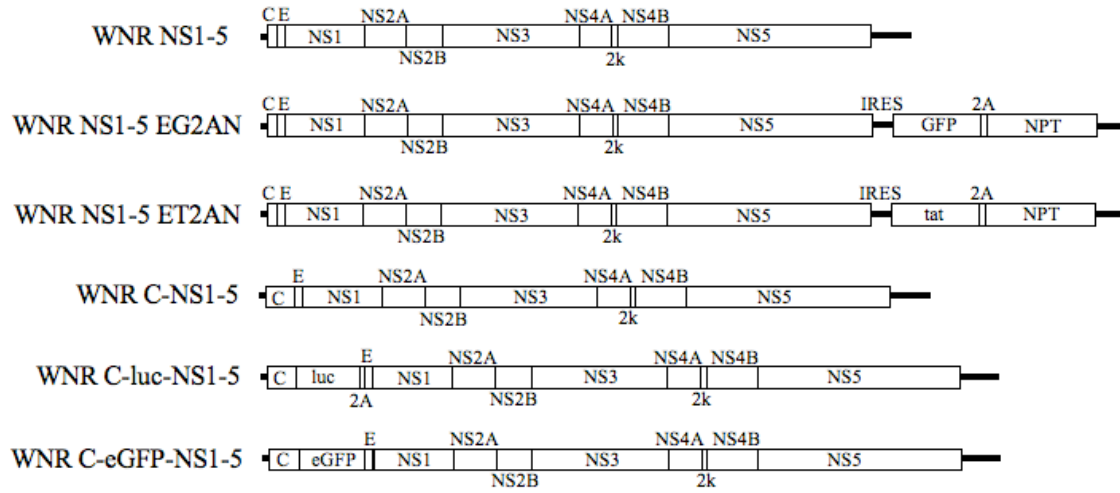 C E NS2A NS4A NS4B
WNR NS1-5 NS1 NS3 NS5
NS2B 2k
C E NS2A NS4A NS4B IRES 2A
WNR NS1-5 EG2AN NS1 NS3 NS5 GFP NPT
NS2B 2k
C E NS2A NS4A NS4B IRES 2A
WNR NS1-5 ET2AN NS1 NS3 NS5 tat NPT
NS2B 2k
E NS2A NS4A NS4B
WNR C-NS1-5 C NS1 NS3 NS5
NS2B 2k
E NS2A NS4A NS4B
WNR C-luc-NS1-5 C luc NS1 NS3 NS5
2A NS2B 2k
E NS2A NS4A NS4B
WNR C-eGFP-NS1-5 C eGFP NS1 NS3 NS5
NS2B 2k